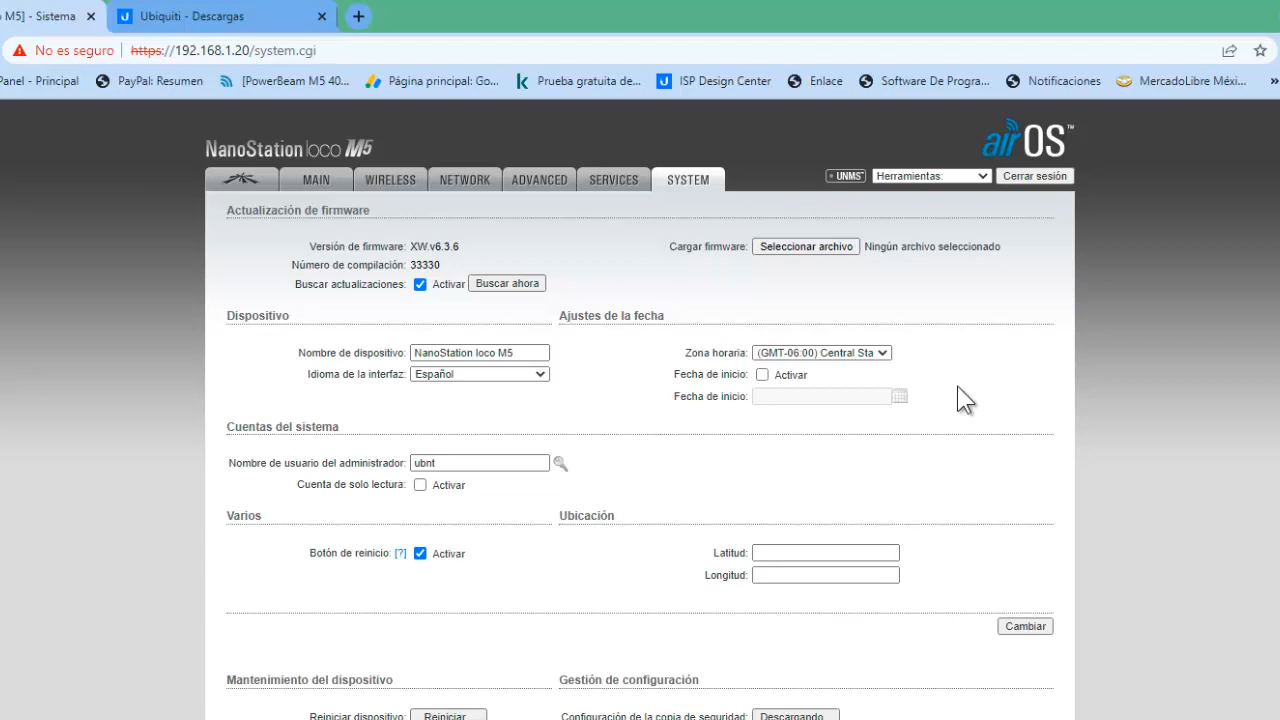 o M5] - Sistema
Ubiquiti - Descargas
No es seguro https://192.168.1.20/system.cgi
Panel - Principal PayPal: Resumen [PowerBeam M5 40... Página principal: Go... Prueba gratuita de... ISP Design Center Enlace Software De Progra... Notificaciones MercadoLibre Méxi... »
NanoStation loco M5
airOS™
MAIN WIRELESS NETWORK ADVANCED SERVICES SYSTEM UNMS Herramientas: Cerrar sesión
Actualización de firmware
Versión de firmware: XW.v6.3.6 Cargar firmware: Seleccionar archivo Ningún archivo seleccionado
Número de compilación: 33330
Buscar actualizaciones: Activar Buscar ahora
Dispositivo Ajustes de la fecha
Nombre de dispositivo: NanoStation loco M5 Zona horaria: (GMT-06:00) Central Sta
Idioma de la interfaz: Español Fecha de inicio: Activar
Fecha de inicio:
Cuentas del sistema
Nombre de usuario del administrador: ubnt
Cuenta de solo lectura: Activar
Varios Ubicación
Botón de reinicio: [?] Activar Latitud:
Longitud:
Cambiar
Mantenimiento del dispositivo Gestión de configuración
Reiniciar dispositivo: Reiniciar... Configuración de la copia de seguridad: Descargando...